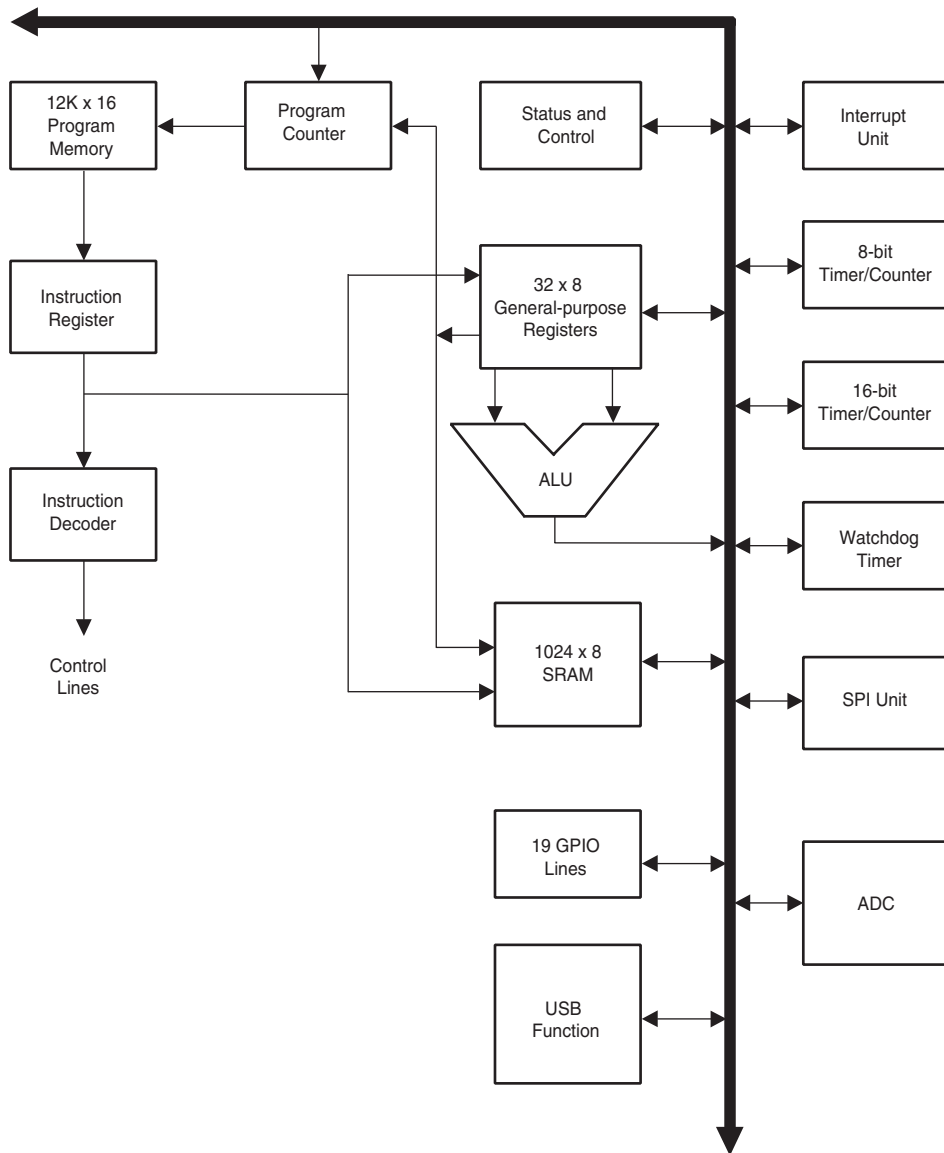 12K x 16
Program
Memory
Program
Counter
Status and
Control
Interrupt
Unit
8-bit
Timer/Counter
Instruction
Register
32 x 8
General-purpose
Registers
16-bit
Timer/Counter
ALU
Instruction
Decoder
Watchdog
Timer
Control
Lines
1024 x 8
SRAM
SPI Unit
19 GPIO
Lines
ADC
USB
Function